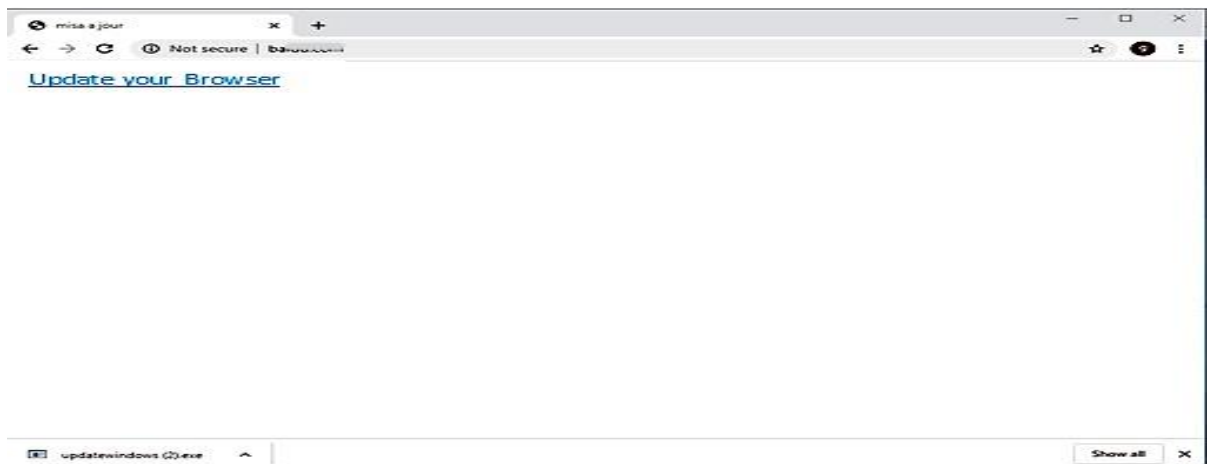 misa a jour
Not secure
Update your Browser
updatewindows (2).exe
Show all